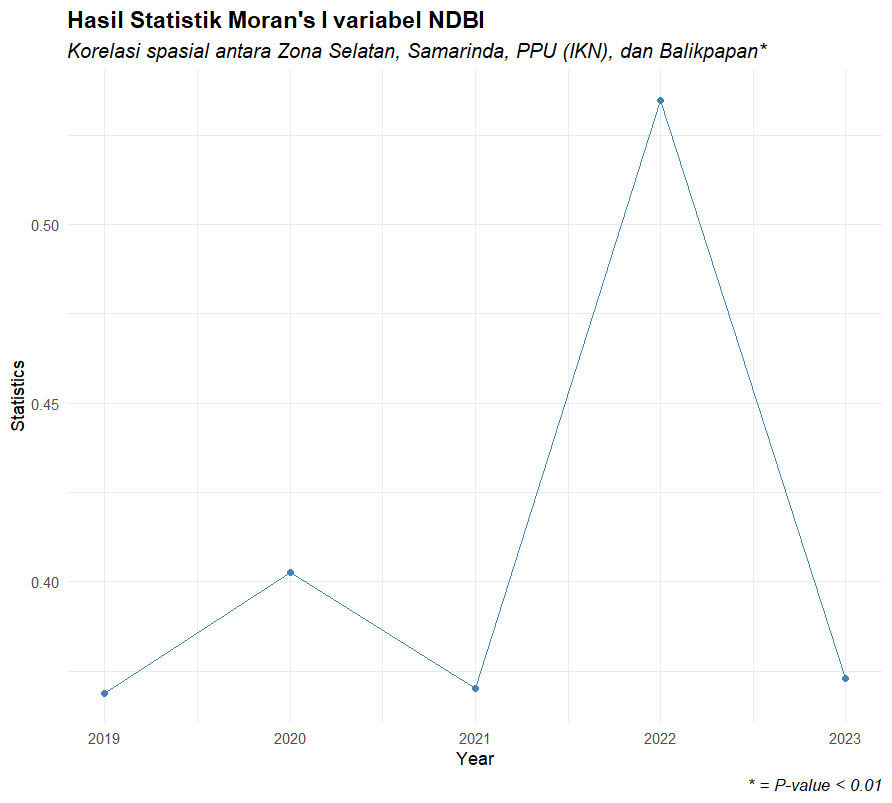 Hasil Statistik Moran's I variabel NDBI
Korelasi spasial antara Zona Selatan, Samarinda, PPU (IKN), dan Balikpapan*
0.50
0.45
0.40
Statistics
2019 2020 2021 2022 2023
Year
* = P-value < 0.01